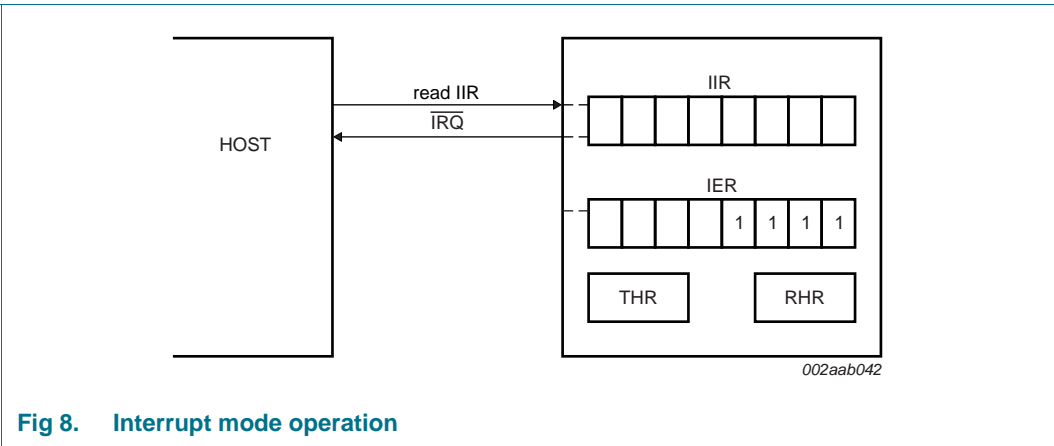 IIR
read IIR
IRQ
HOST
IER
1 1 1 1
THR RHR
002aab042
Fig 8. Interrupt mode operation